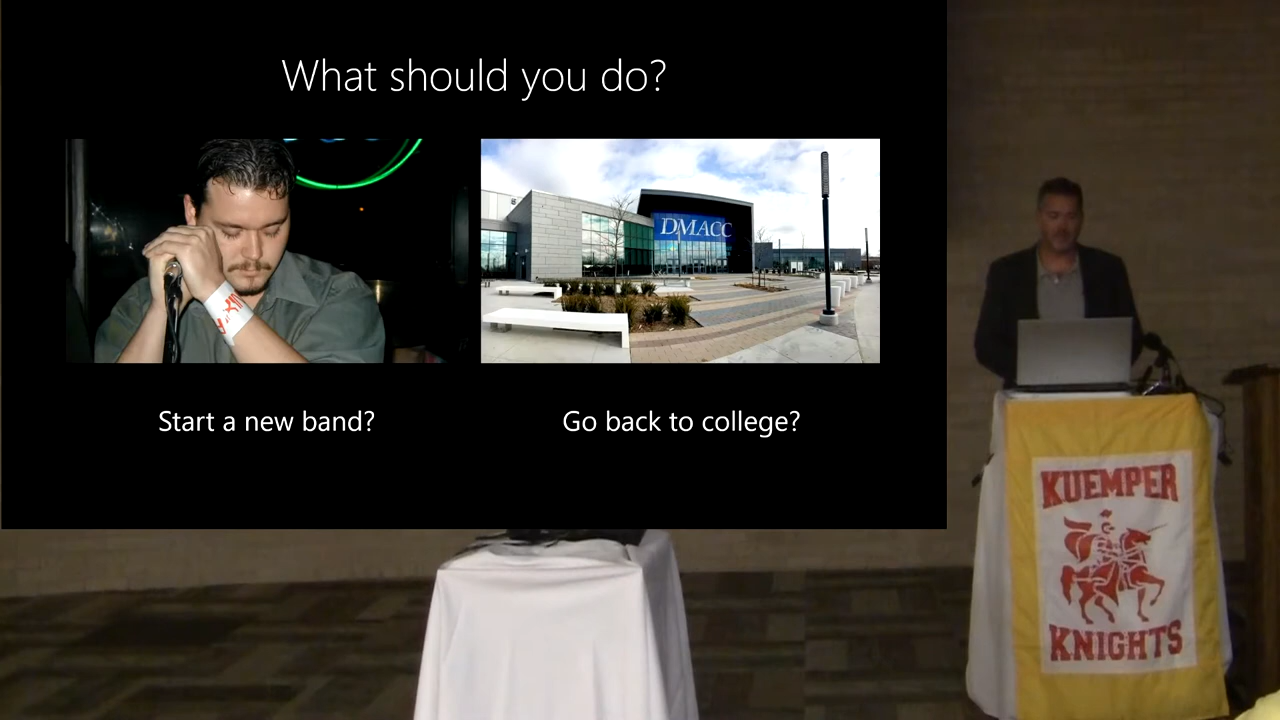 What should you do?
DMACC
Start a new band?
Go back to college?
KUEMPER
KNIGHTS